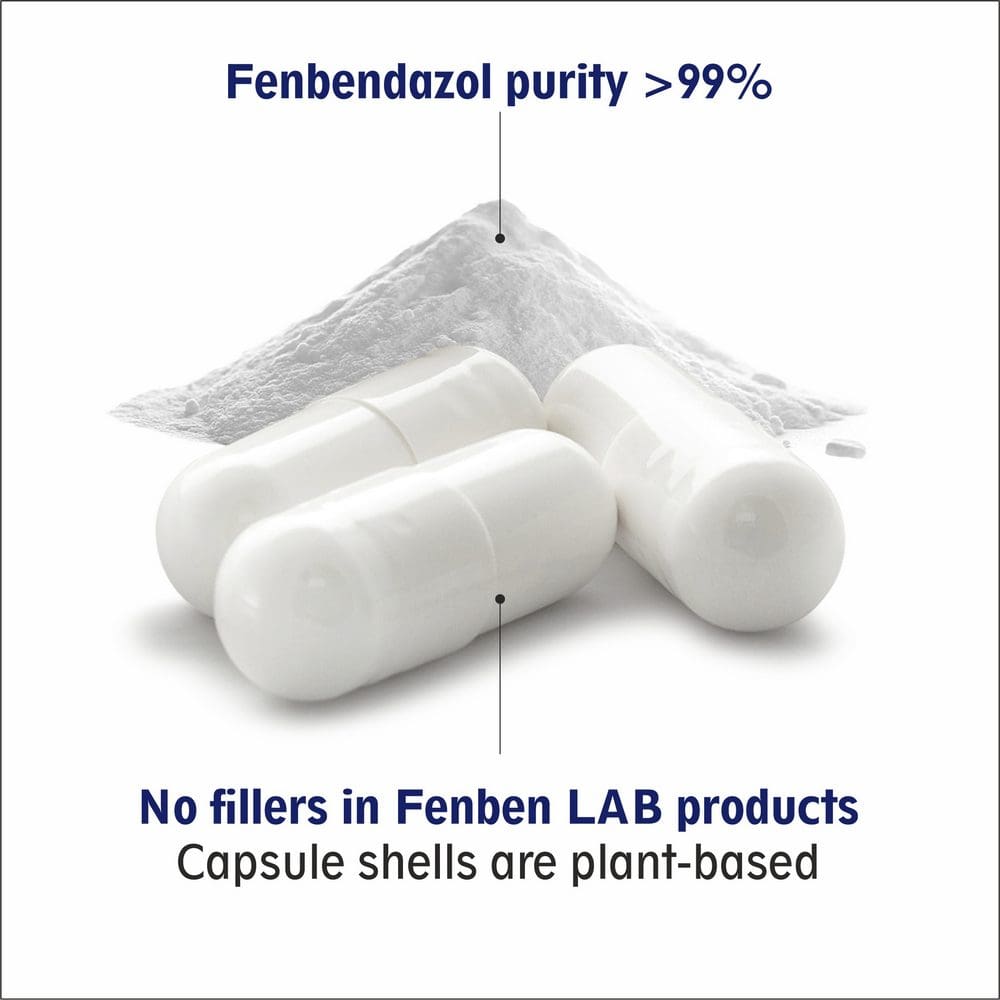 Fenbendazol purity >99%
No fillers in Fenben LAB products
Capsule shells are plant-based